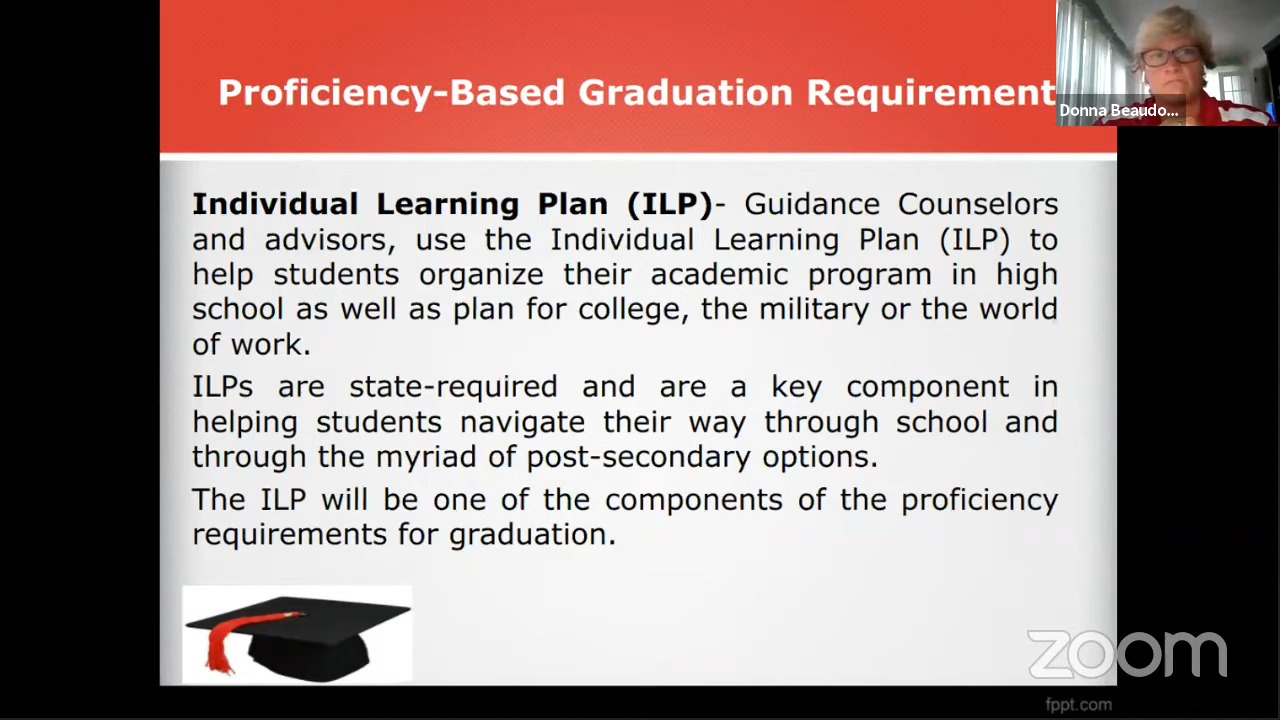 Proficiency-Based Graduation Requirement
Donna Beaudo...
Individual Learning Plan (ILP)- Guidance Counselors
and advisors, use the Individual Learning Plan (ILP) to
help students organize their academic program in high
school as well as plan for college, the military or the world
of work.
ILPs are state-required and are a key component in
helping students navigate their way through school and
through the myriad of post-secondary options.
The ILP will be one of the components of the proficiency
requirements for graduation.
zoom
fppt.com